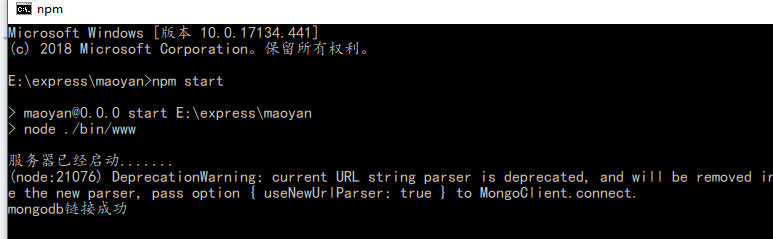 npm
Microsoft Windows [版本 10.0.17134.441]
(c) 2018 Microsoft Corporation。保留所有权利。
E:\express\maoyan>npm start
> maoyan@0.0.0 start E:\express\maoyan
> node ./bin/www
服务器已经启动.......
(node:21076) DeprecationWarning: current URL string parser is deprecated, and will be removed in
e the new parser, pass option { useNewUrlParser: true } to MongoClient.connect.
mongodb链接成功